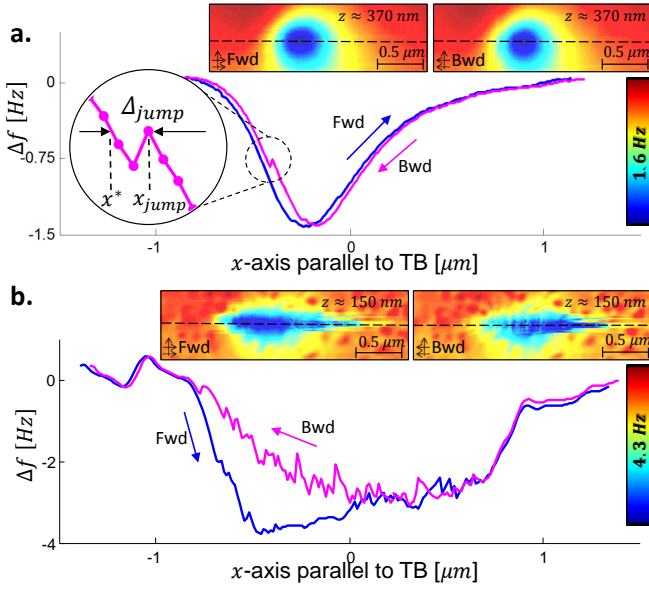 a.
z ≈ 370 nm
Fwd
0.5 μm
z ≈ 370 nm
Bwd
0.5 μm
Δf [Hz]
0
-0.75
-1.5
Δjump
x*
xjump
Fwd
Bwd
1.6 Hz
-1
0
1
x-axis parallel to TB [μm]
b.
z ≈ 150 nm
Fwd
0.5 μm
z ≈ 150 nm
Bwd
0.5 μm
Δf [Hz]
0
-2
-4
Fwd
Bwd
4.3 Hz
-1
0
1
x-axis parallel to TB [μm]